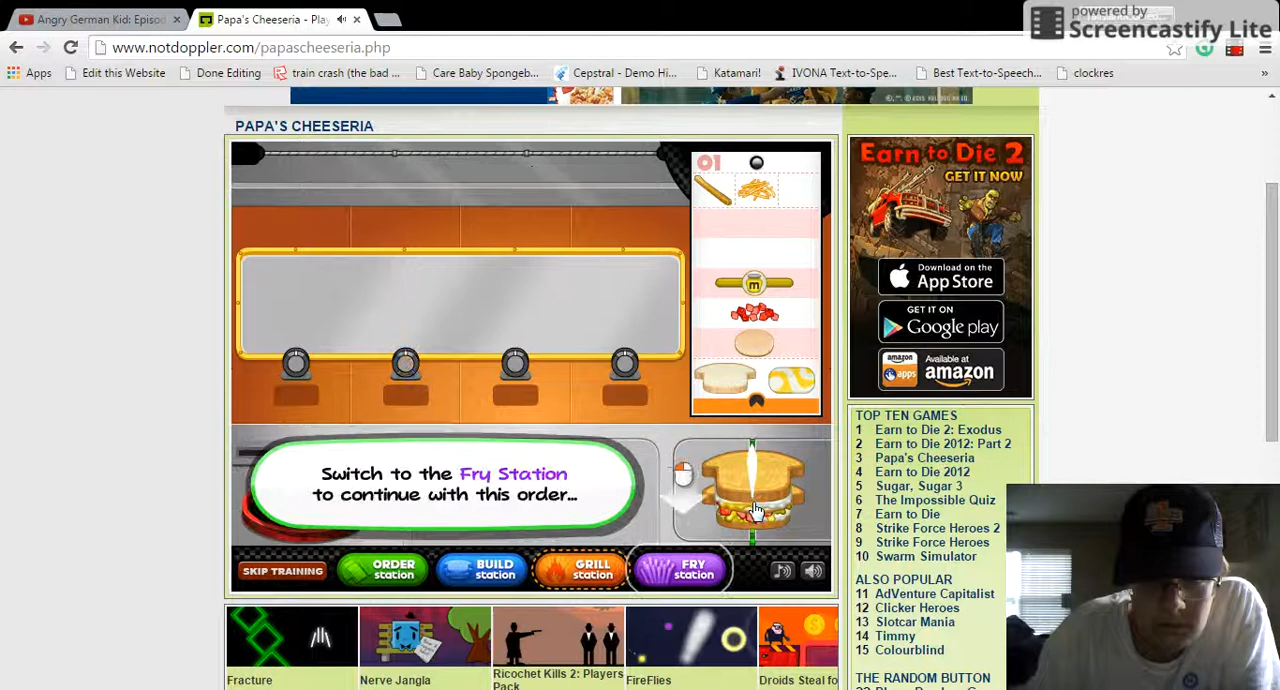 powered by
Screencastify Lite
Angry German Kid: Episod
Papa's Cheeseria - Play
www.notdoppler.com/papascheeseria.php
Apps
Edit this Website
Done Editing
train crash (the bad ...
Care Baby Spongeb...
Cepstral - Demo Hi...
Katamari!
IVONA Text-to-Spe...
Best Text-to-Speech...
clockres
»
PAPA'S CHEESERIA
01
m
Switch to the Fry Station
to continue with this order...
SKIP TRAINING
ORDER
station
BUILD
station
GRILL
station
FRY
station
Fracture
Nerve Jangla
Ricochet Kills 2: Players
Pack
FireFlies
Droids Steal fo
Earn to Die 2
GET IT NOW
Download on the
App Store
GET IT ON
Google play
amazon
apps
Available at
amazon
TOP TEN GAMES
1 Earn to Die 2: Exodus
2 Earn to Die 2012: Part 2
3 Papa's Cheeseria
4 Earn to Die 2012
5 Sugar, Sugar 3
6 The Impossible Quiz
7 Earn to Die
8 Strike Force Heroes 2
9 Strike Force Heroes
10 Swarm Simulator
ALSO POPULAR
11 AdVenture Capitalist
12 Clicker Heroes
13 Slotcar Mania
14 Timmy
15 Colourblind
THE RANDOM BUTTON